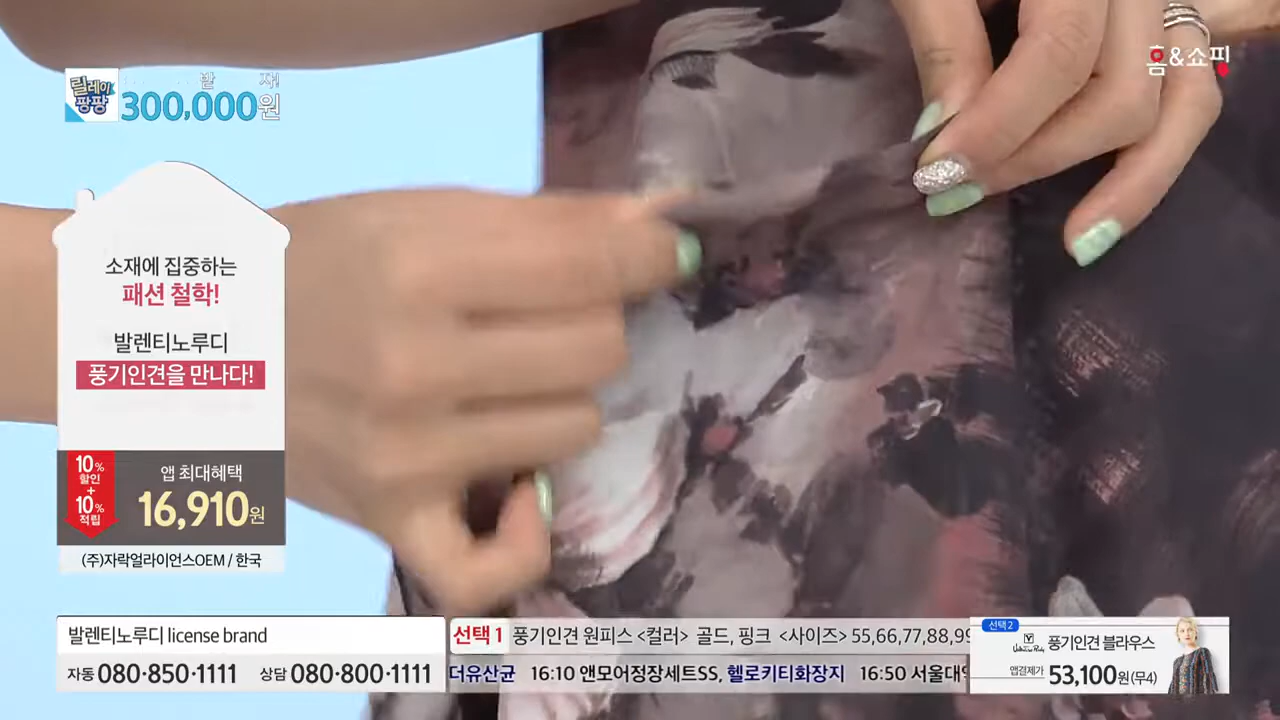 릴레이
팡팡
받 자!
300,000원
홈&쇼핑
소재에 집중하는
패션 철학!
발렌티노루디
풍기인견을 만나다!
10%
할인
+
10%
적립
앱 최대혜택
16,910원
(주)자락얼라이언스OEM / 한국
발렌티노루디 license brand
자동 080·850·1111 상담 080·800·1111
선택 1 풍기인견 원피스 <컬러> 골드, 핑크 <사이즈> 55,66,77,88,99
더유산균 16:10 앤모어정장세트SS, 헬로키티화장지 16:50 서울대
선택 2
풍기인견 블라우스
앱결제가 53,100원(무4)